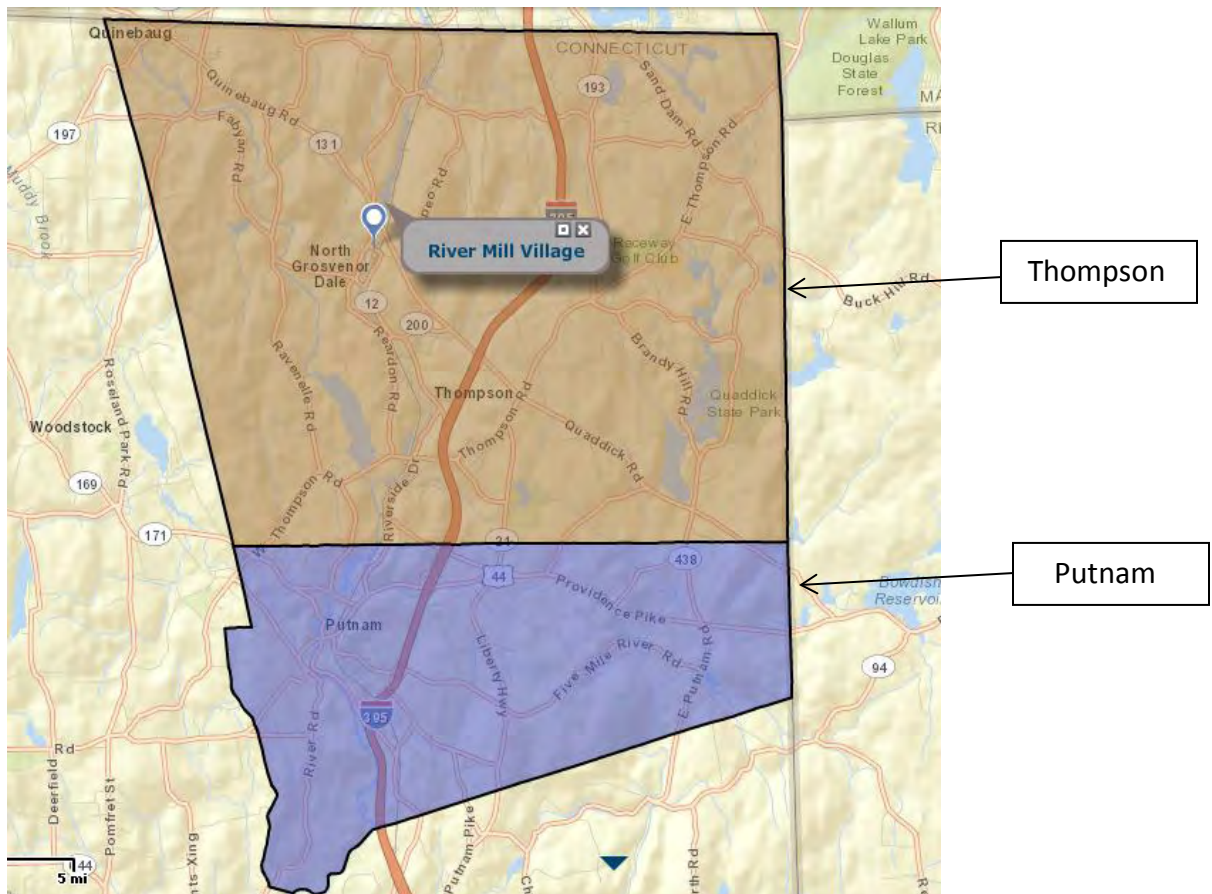 Quinebaug
CONNECTICUT
Wallum
Lake Park
Douglas
State
Forest
193
Sand Dam Rd
Quinebaug Rd
Fabyan Rd
197
131
Muddy Brook
E Thompson Rd
395
River Mill Village
Raceway
Golf Club
North
Grosvenor
Dale
Thompson
Buck Hill Rd
12
200
Reardon Rd
Ravenelle Rd
Brandy Hill Rd
Roseland Park Rd
Thompson
Quaddick
State Park
Woodstock
Thompson Rd
Quaddick Rd
169
Riverside Dr
W Thompson Rd
171
21
438
44
Putnam
Providence Pike
Reservoi
Putnam
Liberty Hwy
Five Mile River Rd
E Putnam Rd
94
395
River Rd
Rd
Deerfield
Pomfret St
Putnam Pike
44
5 mi